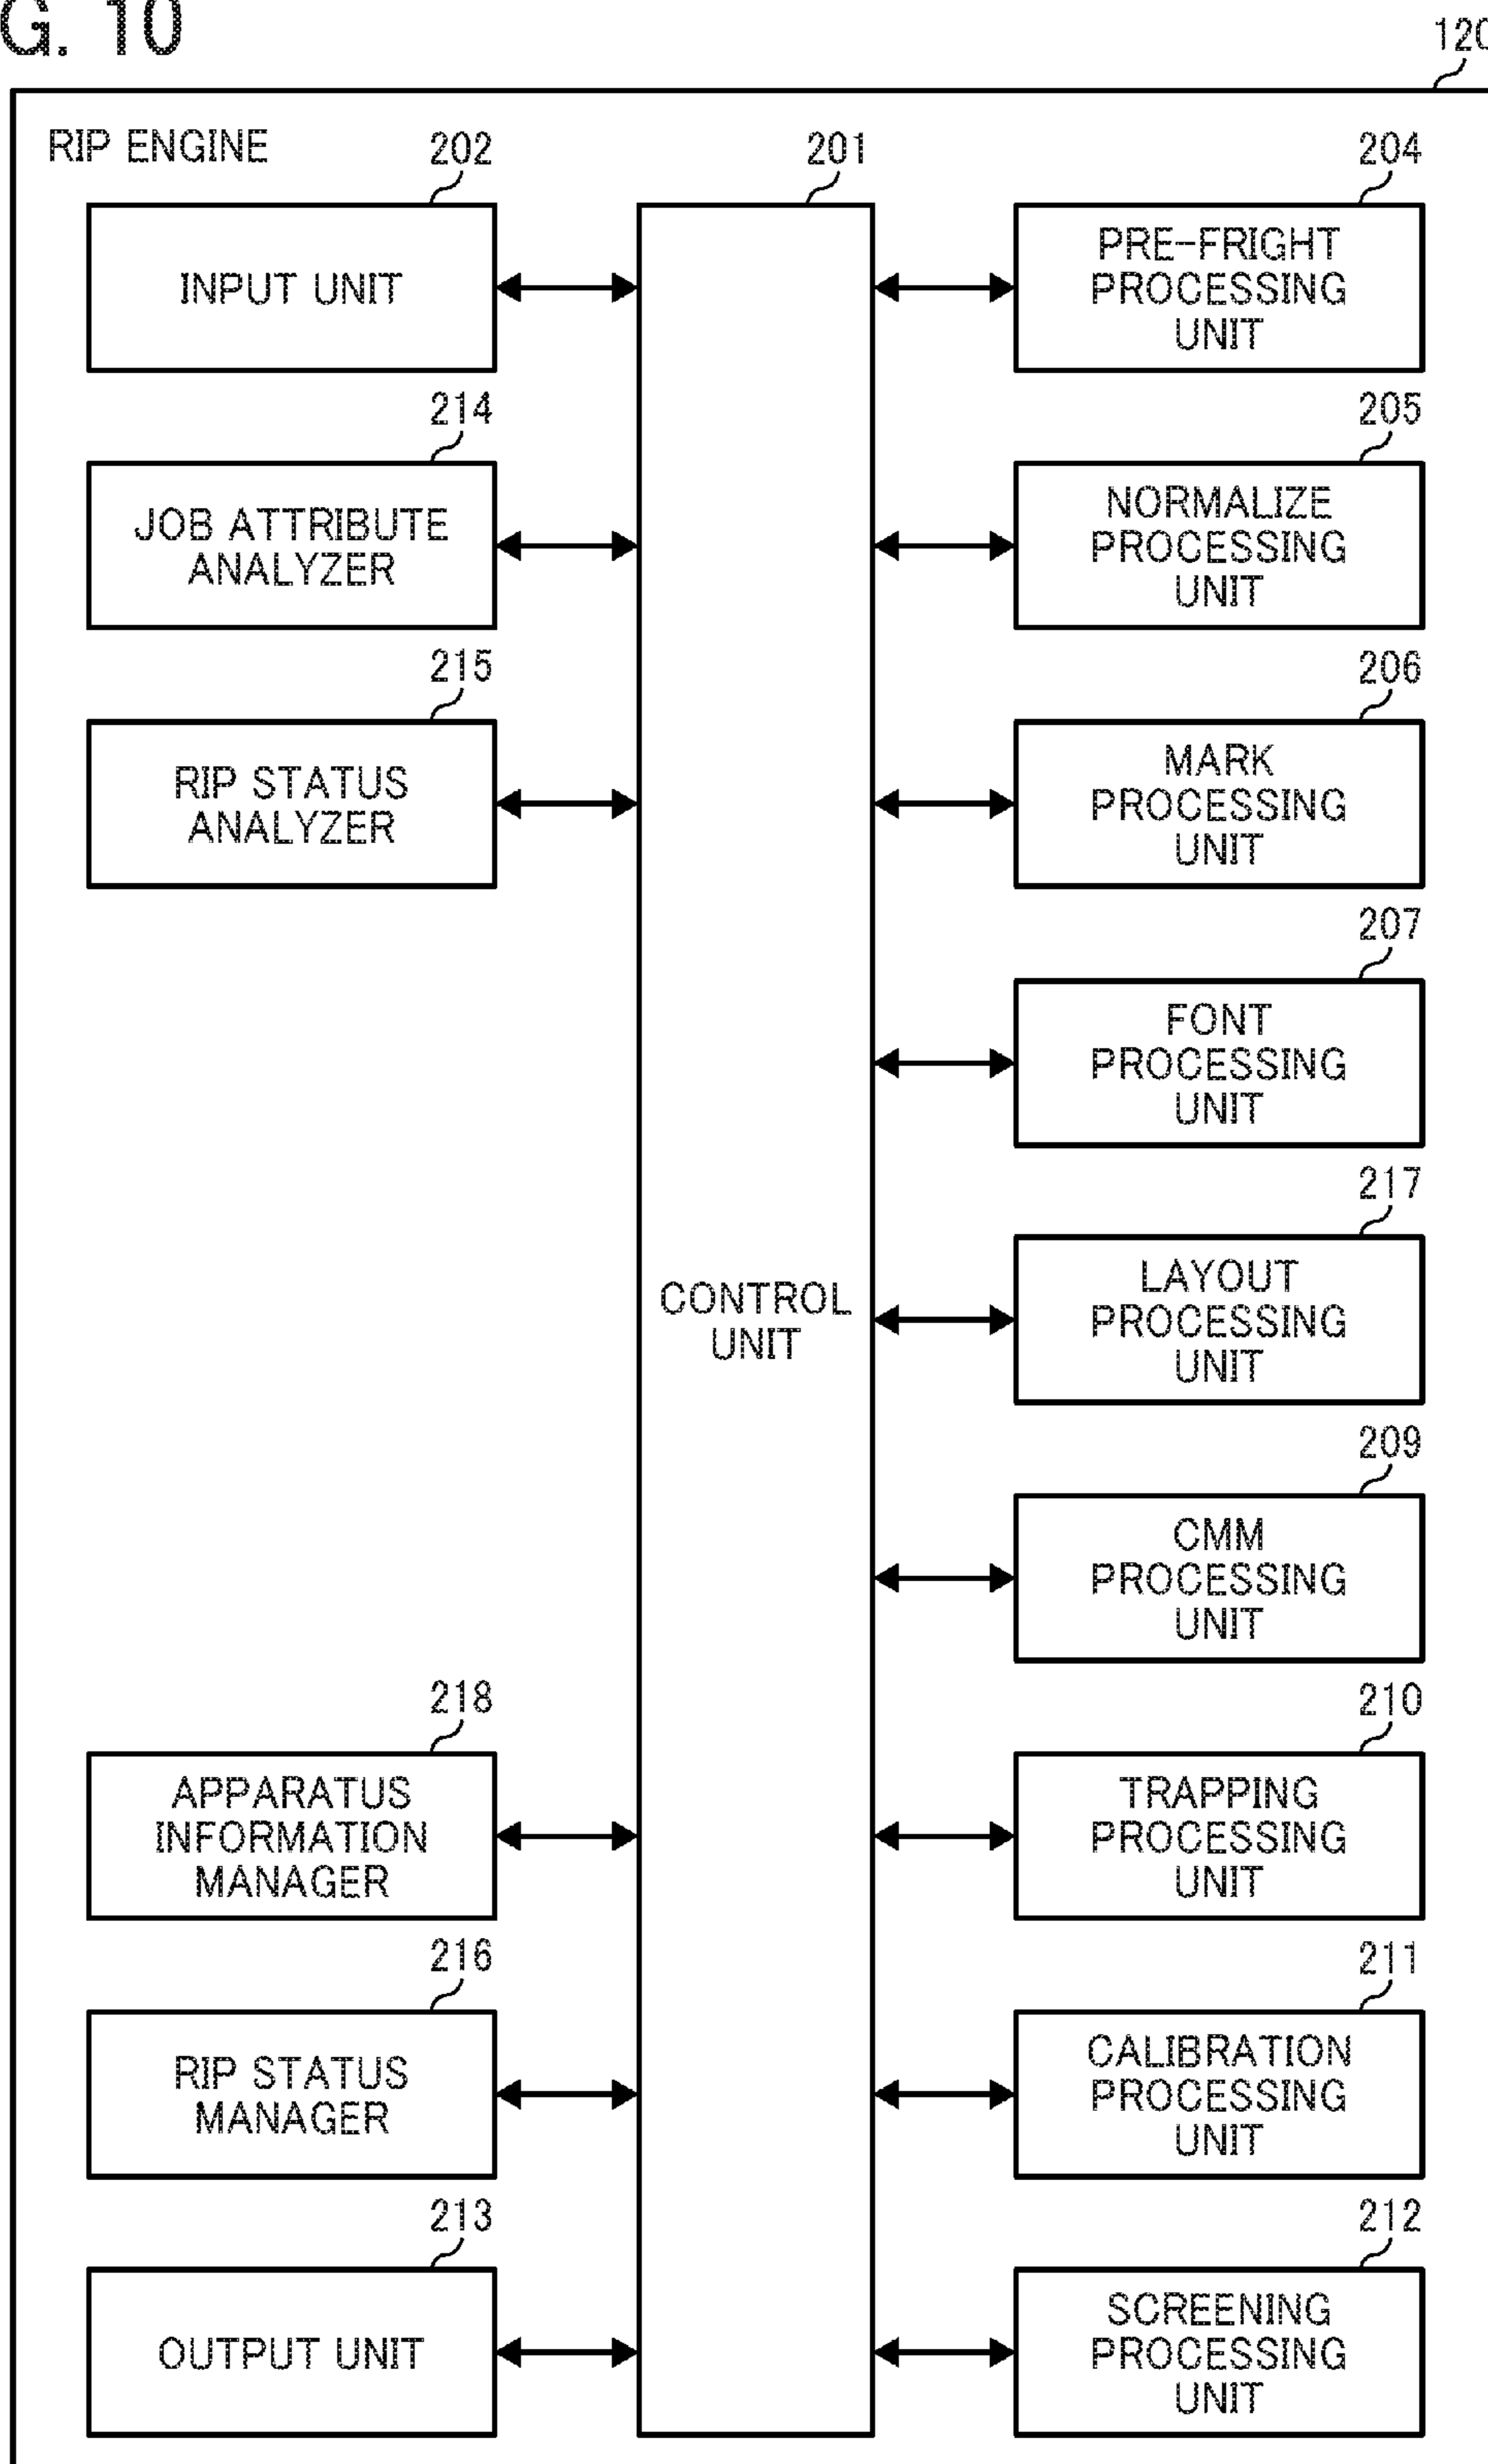 G. 10
120
RIP ENGINE
202
201
204
INPUT UNIT
PRE-FRIGHT
PROCESSING
UNIT
214
205
JOB ATTRIBUTE
ANALYZER
NORMALIZE
PROCESSING
UNIT
215
206
RIP STATUS
ANALYZER
MARK
PROCESSING
UNIT
207
FONT
PROCESSING
UNIT
217
CONTROL
UNIT
LAYOUT
PROCESSING
UNIT
209
CMM
PROCESSING
UNIT
218
210
APPARATUS
INFORMATION
MANAGER
TRAPPING
PROCESSING
UNIT
216
211
RIP STATUS
MANAGER
CALIBRATION
PROCESSING
UNIT
213
212
OUTPUT UNIT
SCREENING
PROCESSING
UNIT